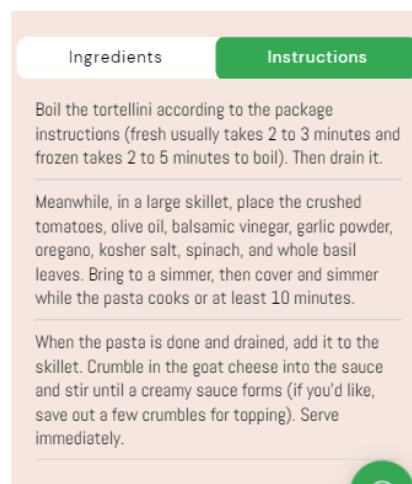 Ingredients
Instructions
Boil the tortellini according to the package
instructions (fresh usually takes 2 to 3 minutes and
frozen takes 2 to 5 minutes to boil). Then drain it.
Meanwhile, in a large skillet, place the crushed
tomatoes, olive oil, balsamic vinegar, garlic powder,
oregano, kosher salt, spinach, and whole basil
leaves. Bring to a simmer, then cover and simmer
while the pasta cooks or at least 10 minutes.
When the pasta is done and drained, add it to the
skillet. Crumble in the goat cheese into the sauce
and stir until a creamy sauce forms (if you'd like,
save out a few crumbles for topping). Serve
immediately.